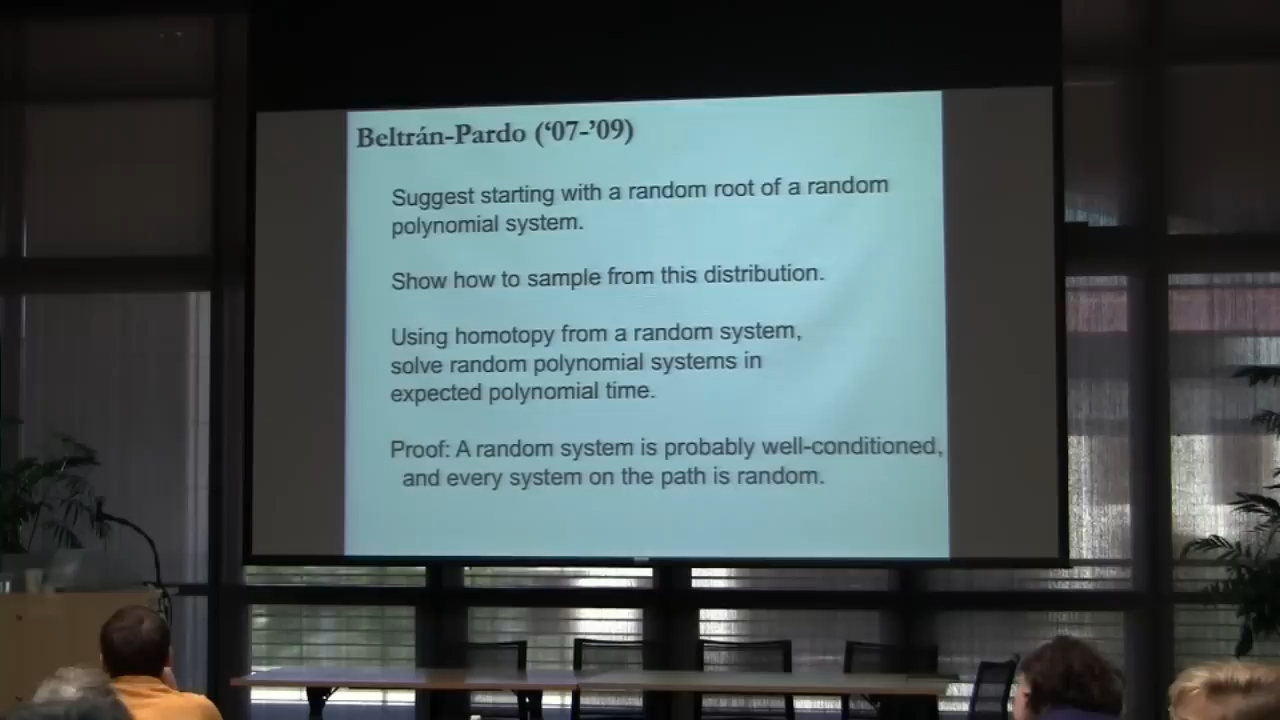 Beltrán-Pardo (‘07-’09)
Suggest starting with a random root of a random
polynomial system.
Show how to sample from this distribution.
Using homotopy from a random system,
solve random polynomial systems in
expected polynomial time.
Proof: A random system is probably well-conditioned,
and every system on the path is random.